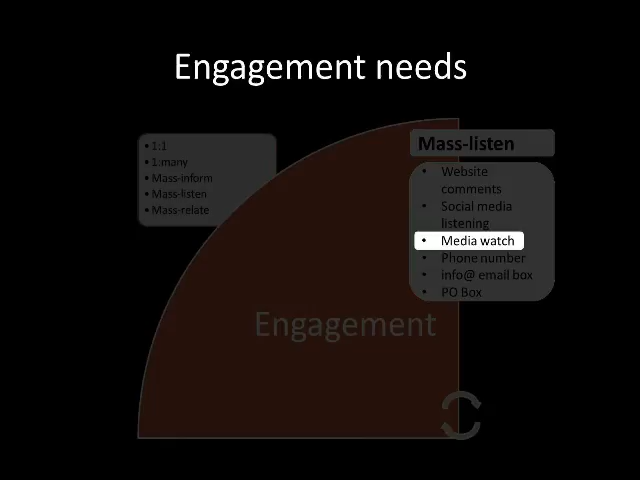 Engagement needs
• 1:1
• 1:many
• Mass-inform
• Mass-listen
• Mass-relate
Mass-listen
• Website
comments
• Social media
listening
• Media watch
• Phone number
• info@ email box
• PO Box
Engagement